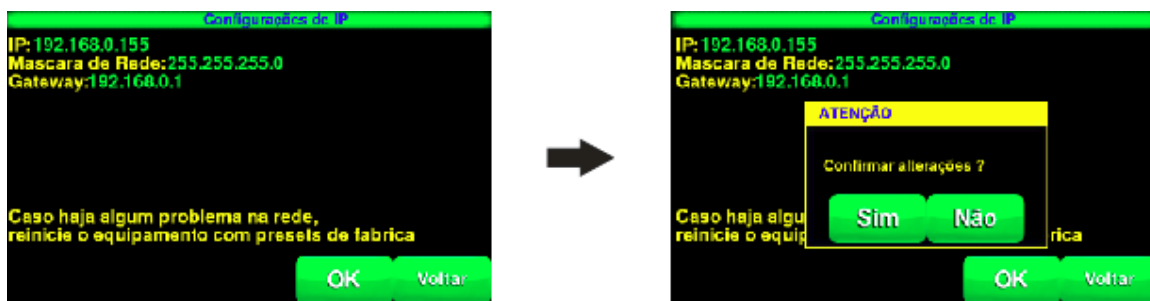 Configurações de IP
IP:192.168.0.155
Mascara de Rede:255.255.255.0
Gateway:192.168.0.1
Caso haja algum problema na rede,
reinicie o equipamento com presets de fabrica
OK
Voltar
Configurações de IP
IP:192.168.0.155
Mascara de Rede:255.255.255.0
Gateway:192.168.0.1
ATENÇÃO
Confirmar alterações ?
Sim Não
Caso haja algu
reinicie o equip rica
OK
Voltar